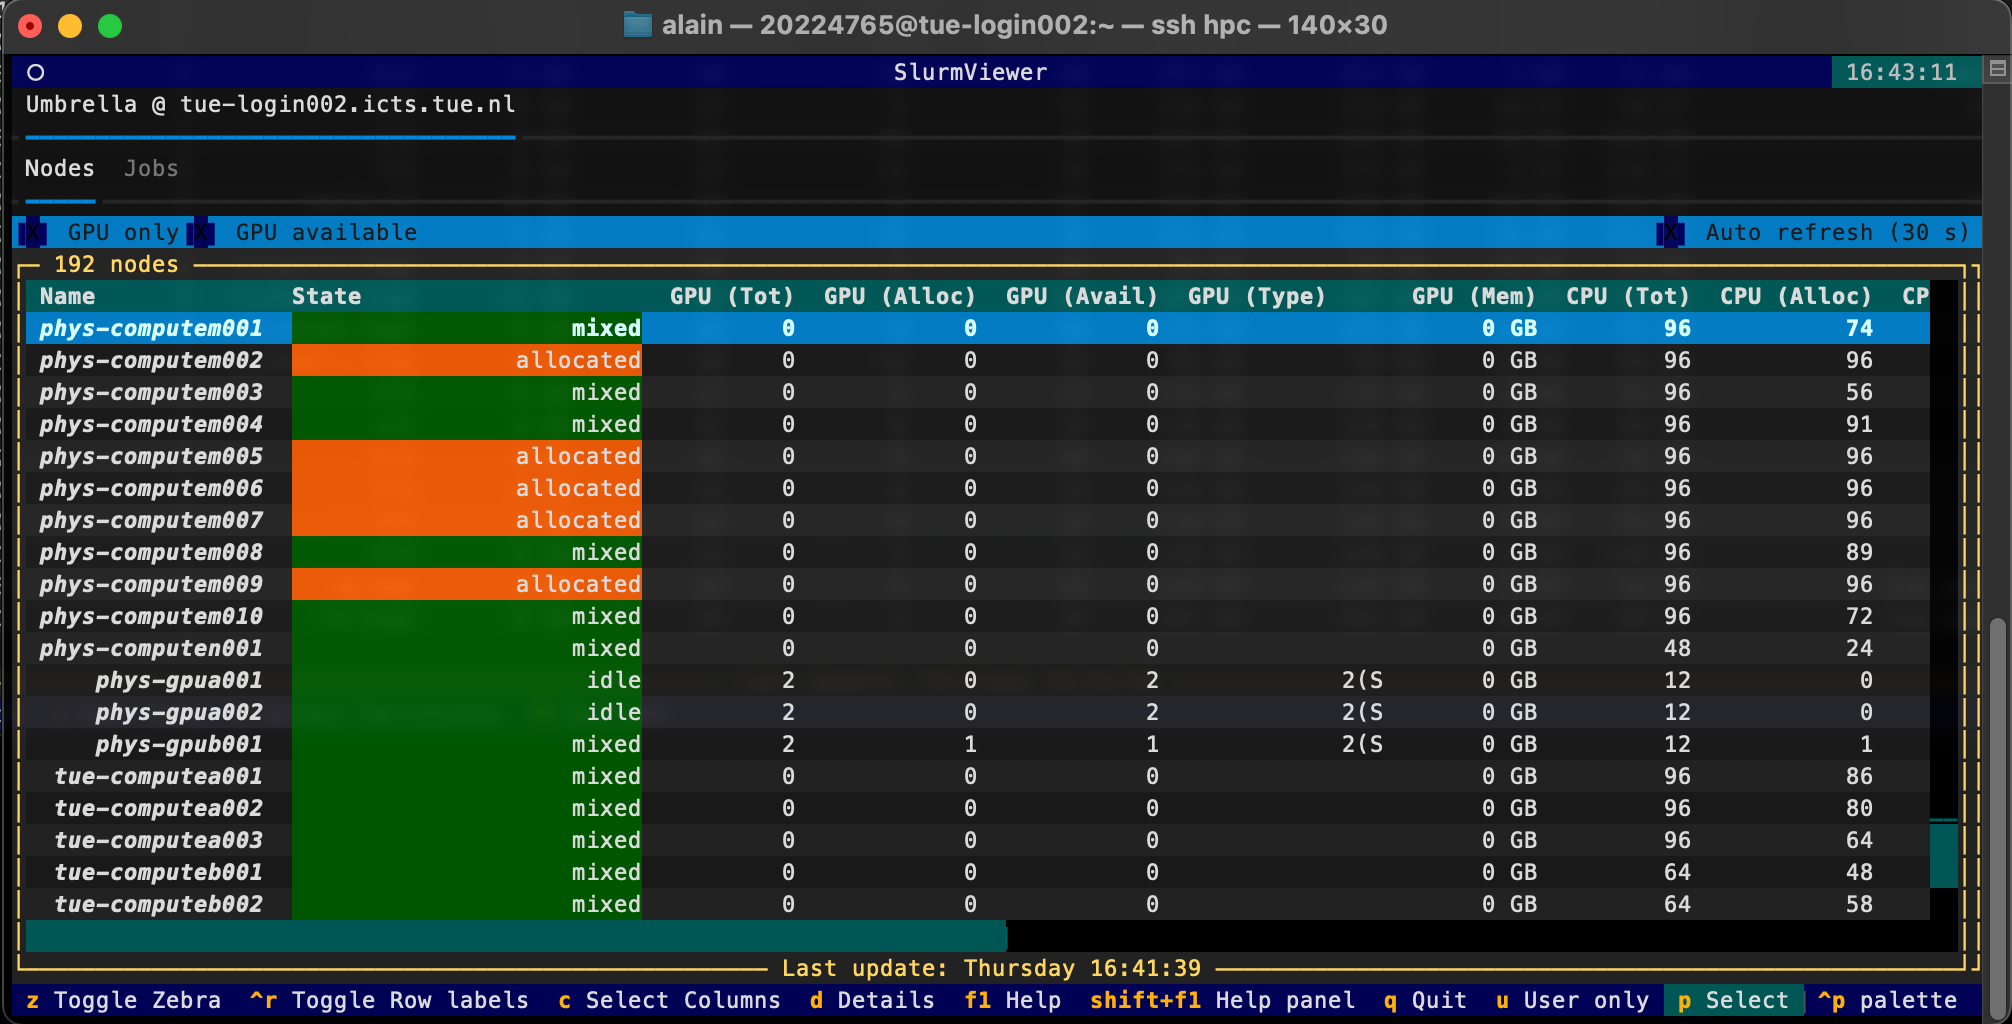 alain — 20224765@tue-login002:~ — ssh hpc — 140×30
SlurmViewer 16:43:11
Umbrella @ tue-login002.icts.tue.nl
Nodes Jobs
X GPU only X GPU available X Auto refresh (30 s)
192 nodes
Name State GPU (Tot) GPU (Alloc) GPU (Avail) GPU (Type) GPU (Mem) CPU (Tot) CPU (Alloc) CP
phys-computem001 mixed 0 0 0 0 GB 96 74
phys-computem002 allocated 0 0 0 0 GB 96 96
phys-computem003 mixed 0 0 0 0 GB 96 56
phys-computem004 mixed 0 0 0 0 GB 96 91
phys-computem005 allocated 0 0 0 0 GB 96 96
phys-computem006 allocated 0 0 0 0 GB 96 96
phys-computem007 allocated 0 0 0 0 GB 96 96
phys-computem008 mixed 0 0 0 0 GB 96 89
phys-computem009 allocated 0 0 0 0 GB 96 96
phys-computem010 mixed 0 0 0 0 GB 96 72
phys-computen001 mixed 0 0 0 0 GB 48 24
phys-gpua001 idle 2 0 2 2(S 0 GB 12 0
phys-gpua002 idle 2 0 2 2(S 0 GB 12 0
phys-gpub001 mixed 2 1 1 2(S 0 GB 12 1
tue-computea001 mixed 0 0 0 0 GB 96 86
tue-computea002 mixed 0 0 0 0 GB 96 80
tue-computea003 mixed 0 0 0 0 GB 96 64
tue-computeb001 mixed 0 0 0 0 GB 64 48
tue-computeb002 mixed 0 0 0 0 GB 64 58
Last update: Thursday 16:41:39
z Toggle Zebra ^r Toggle Row labels c Select Columns d Details f1 Help shift+f1 Help panel q Quit u User only p Select ^p palette